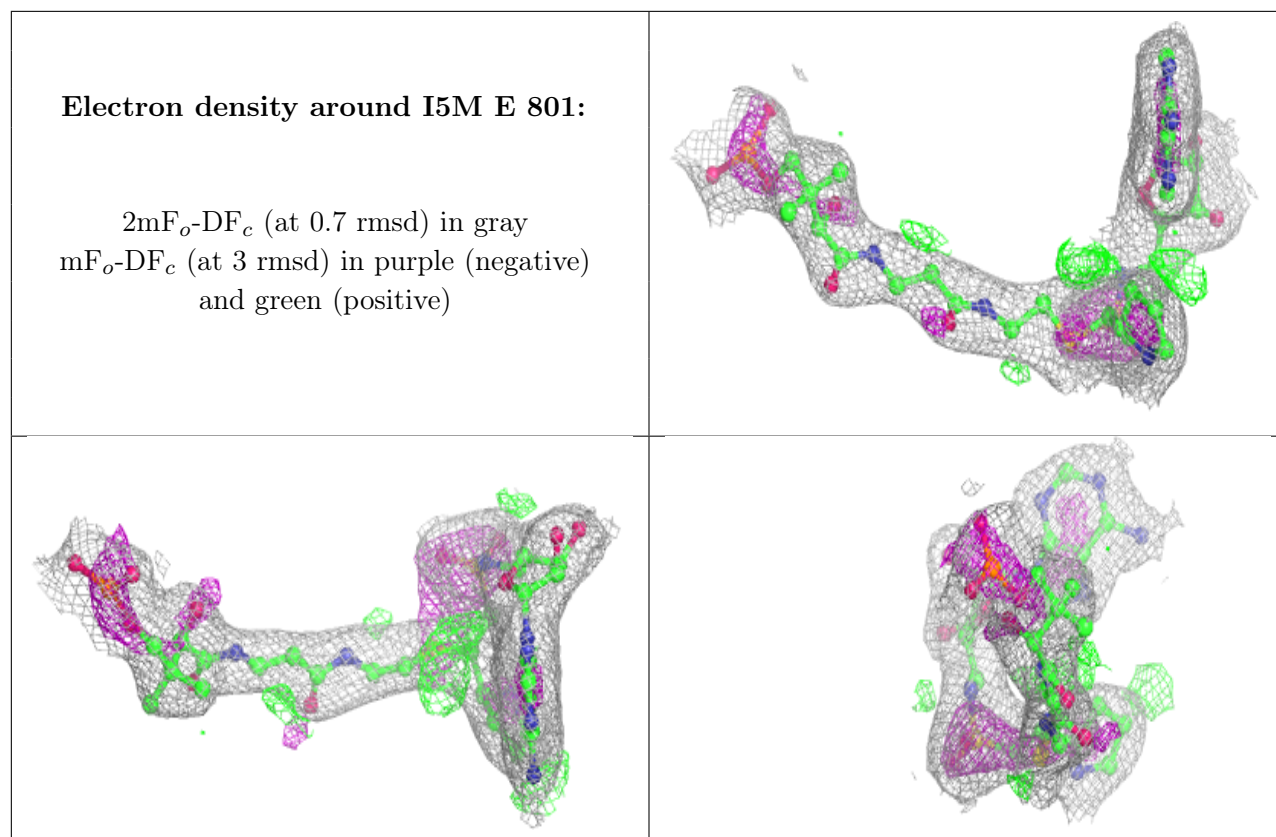 Electron density around I5M E 801:
2mFo-DFc (at 0.7 rmsd) in gray
mFo-DFc (at 3 rmsd) in purple (negative)
and green (positive)